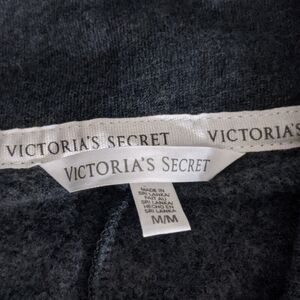 VICTORIA'S SECRET VICTORIA'S
VICTORIA'S SECRET
MADE IN
SRI LANKA/
FAIT AU
SRI LANKA/
HECHO EN
SRI LANKA
M/M